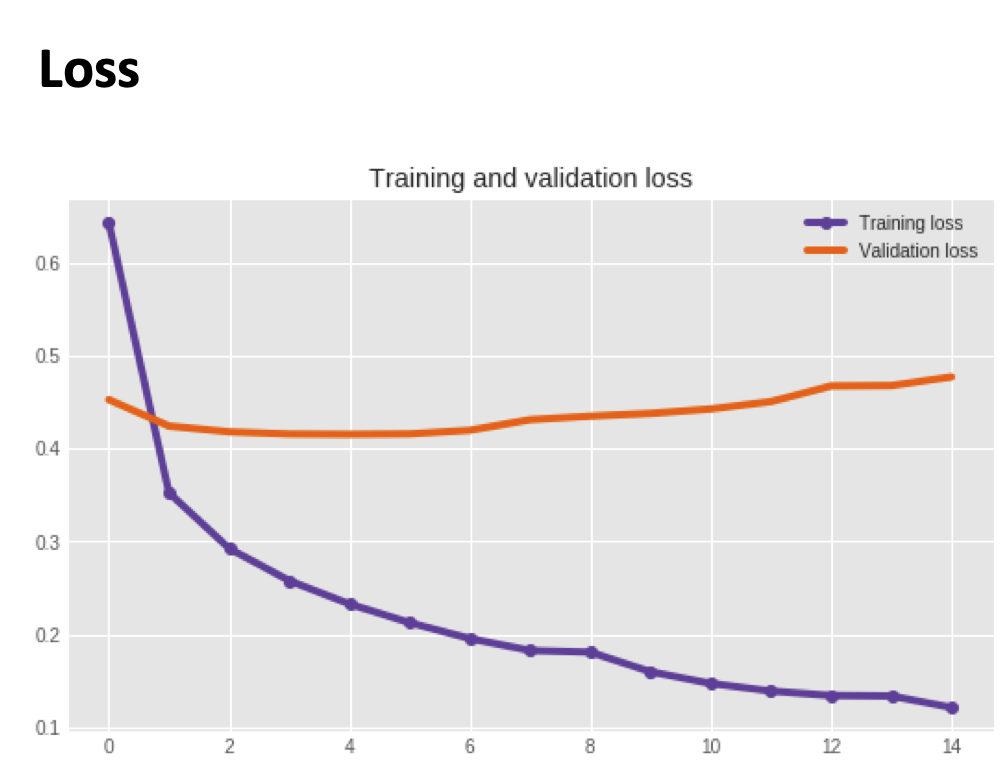 Loss
Training and validation loss
Training loss
Validation loss
0.6
0.5
0.4
0.3
0.2
0.1
0 2 4 6 8 10 12 14